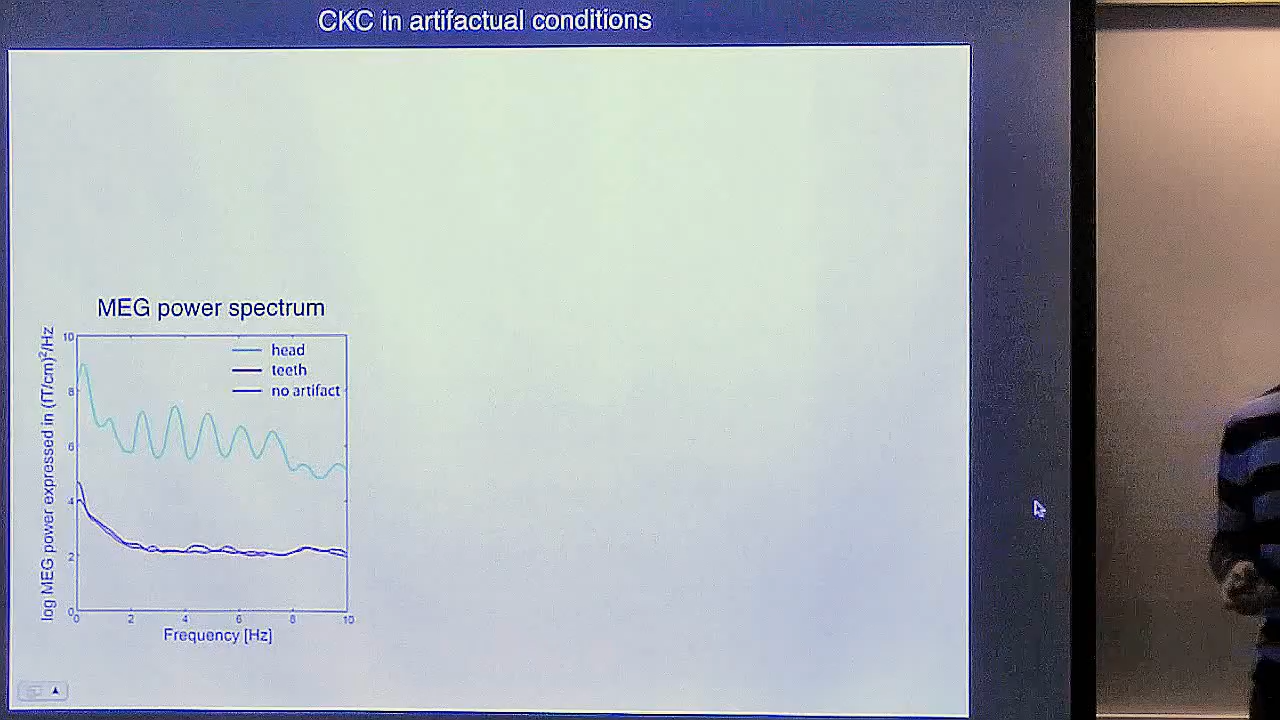 CKC in artifactual conditions
MEG power spectrum
log MEG power expressed in (fT/cm)²/Hz
10
8
6
4
2
0
head
teeth
no artifact
0 2 4 6 8 10
Frequency [Hz]